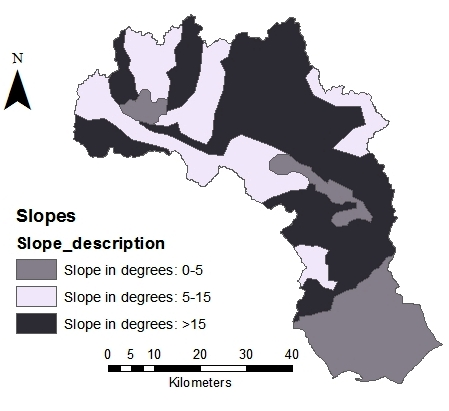 N
Slopes
Slope_description
Slope in degrees: 0-5
Slope in degrees: 5-15
Slope in degrees: >15
0 5 10 20 30 40
Kilometers